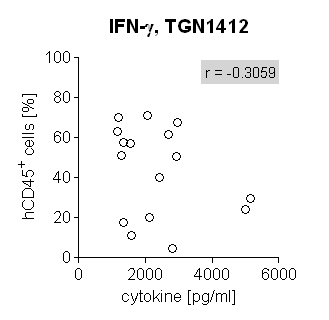 IFN-γ, TGN1412
r = -0.3059
100
80
60
40
20
0
hCD45⁺ cells [%]
0 2000 4000 6000
cytokine [pg/ml]